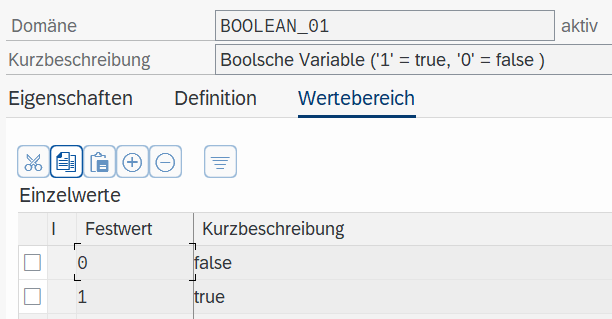 Domäne BOOLEAN_01 aktiv
Kurzbeschreibung Boolsche Variable ('1' = true, '0' = false )
Eigenschaften Definition Wertebereich
Einzelwerte
I Festwert Kurzbeschreibung
0 false
1 true